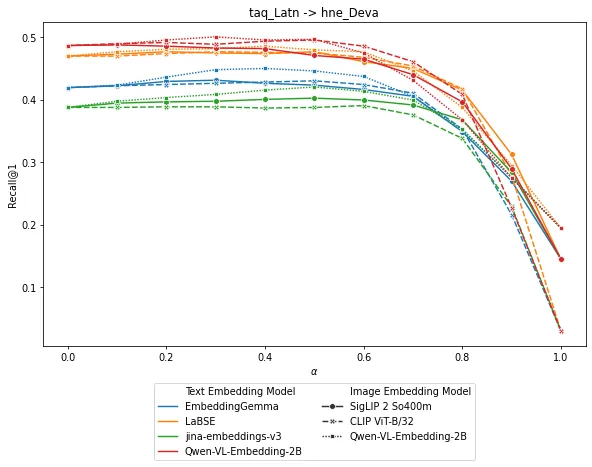 taq_Latn -> hne_Deva
0.5
0.4
0.3
0.2
0.1
Recall@1
0.0 0.2 0.4 0.6 0.8 1.0
α
Text Embedding Model Image Embedding Model
EmbeddingGemma SigLIP 2 So400m
LaBSE CLIP ViT-B/32
jina-embeddings-v3 Qwen-VL-Embedding-2B
Qwen-VL-Embedding-2B